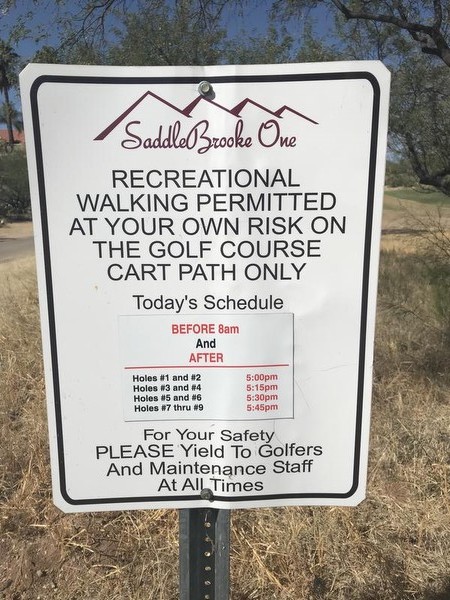 SaddleBrooke One
RECREATIONAL
WALKING PERMITTED
AT YOUR OWN RISK ON
THE GOLF COURSE
CART PATH ONLY
Today's Schedule
BEFORE 8am
And
AFTER
Holes #1 and #2 5:00pm
Holes #3 and #4 5:15pm
Holes #5 and #6 5:30pm
Holes #7 thru #9 5:45pm
For Your Safety
PLEASE Yield To Golfers
And Maintenance Staff
At All Times